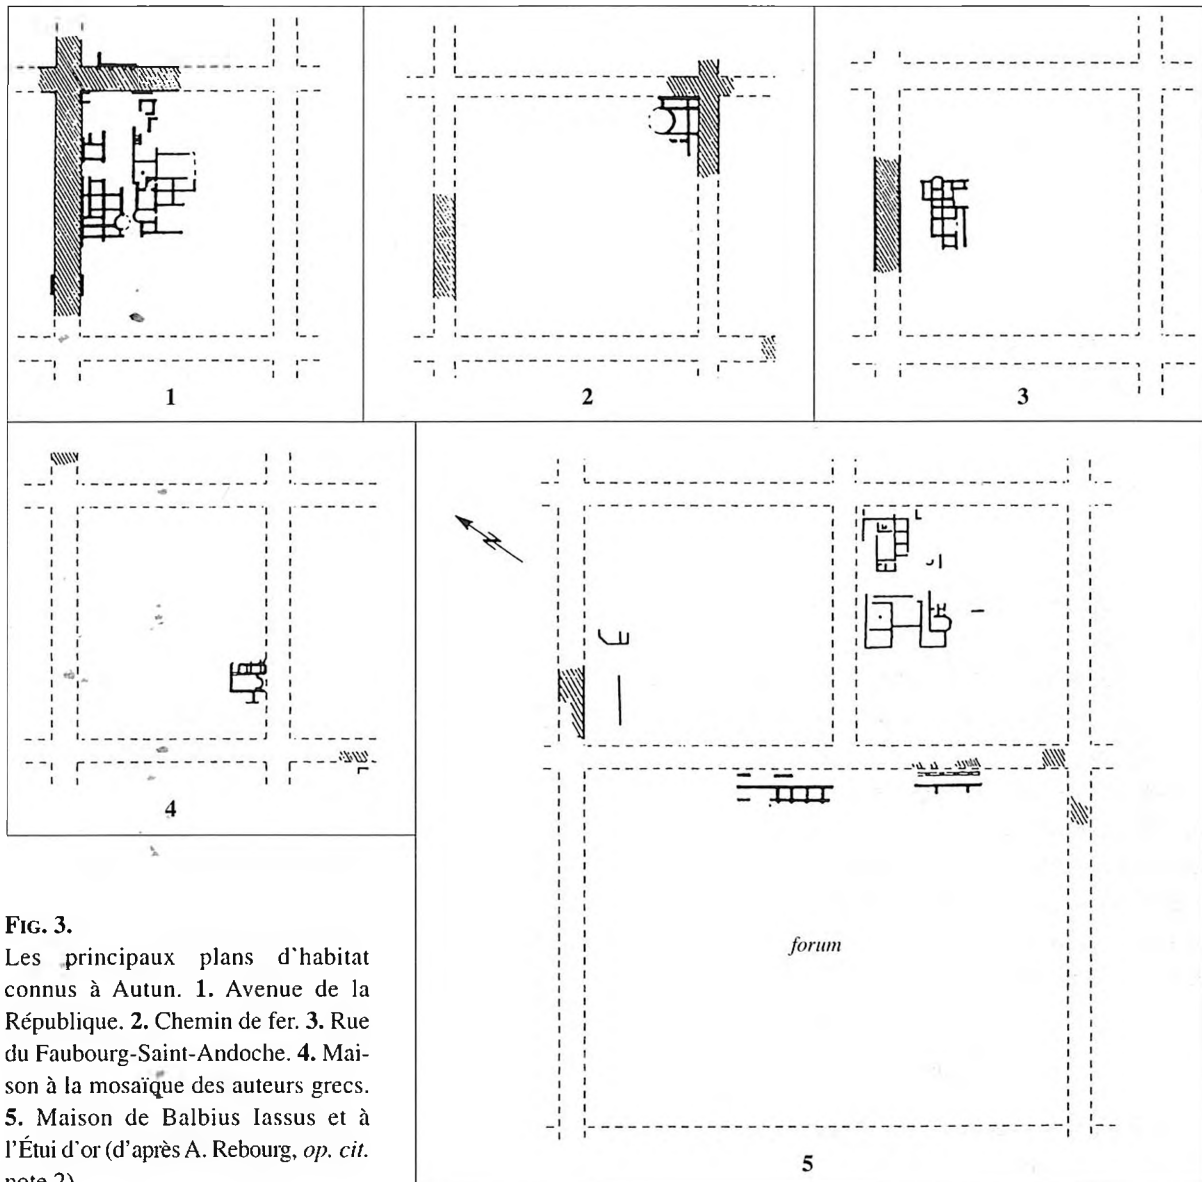 1
2
3
4
N
forum
5
FIG. 3.
Les principaux plans d'habitat
connus à Autun. 1. Avenue de la
République. 2. Chemin de fer. 3. Rue
du Faubourg-Saint-Andoche. 4. Mai-
son à la mosaïque des auteurs grecs.
5. Maison de Balbius Iassus et à
l'Étui d'or (d'après A. Rebourg, op. cit.
note 2)